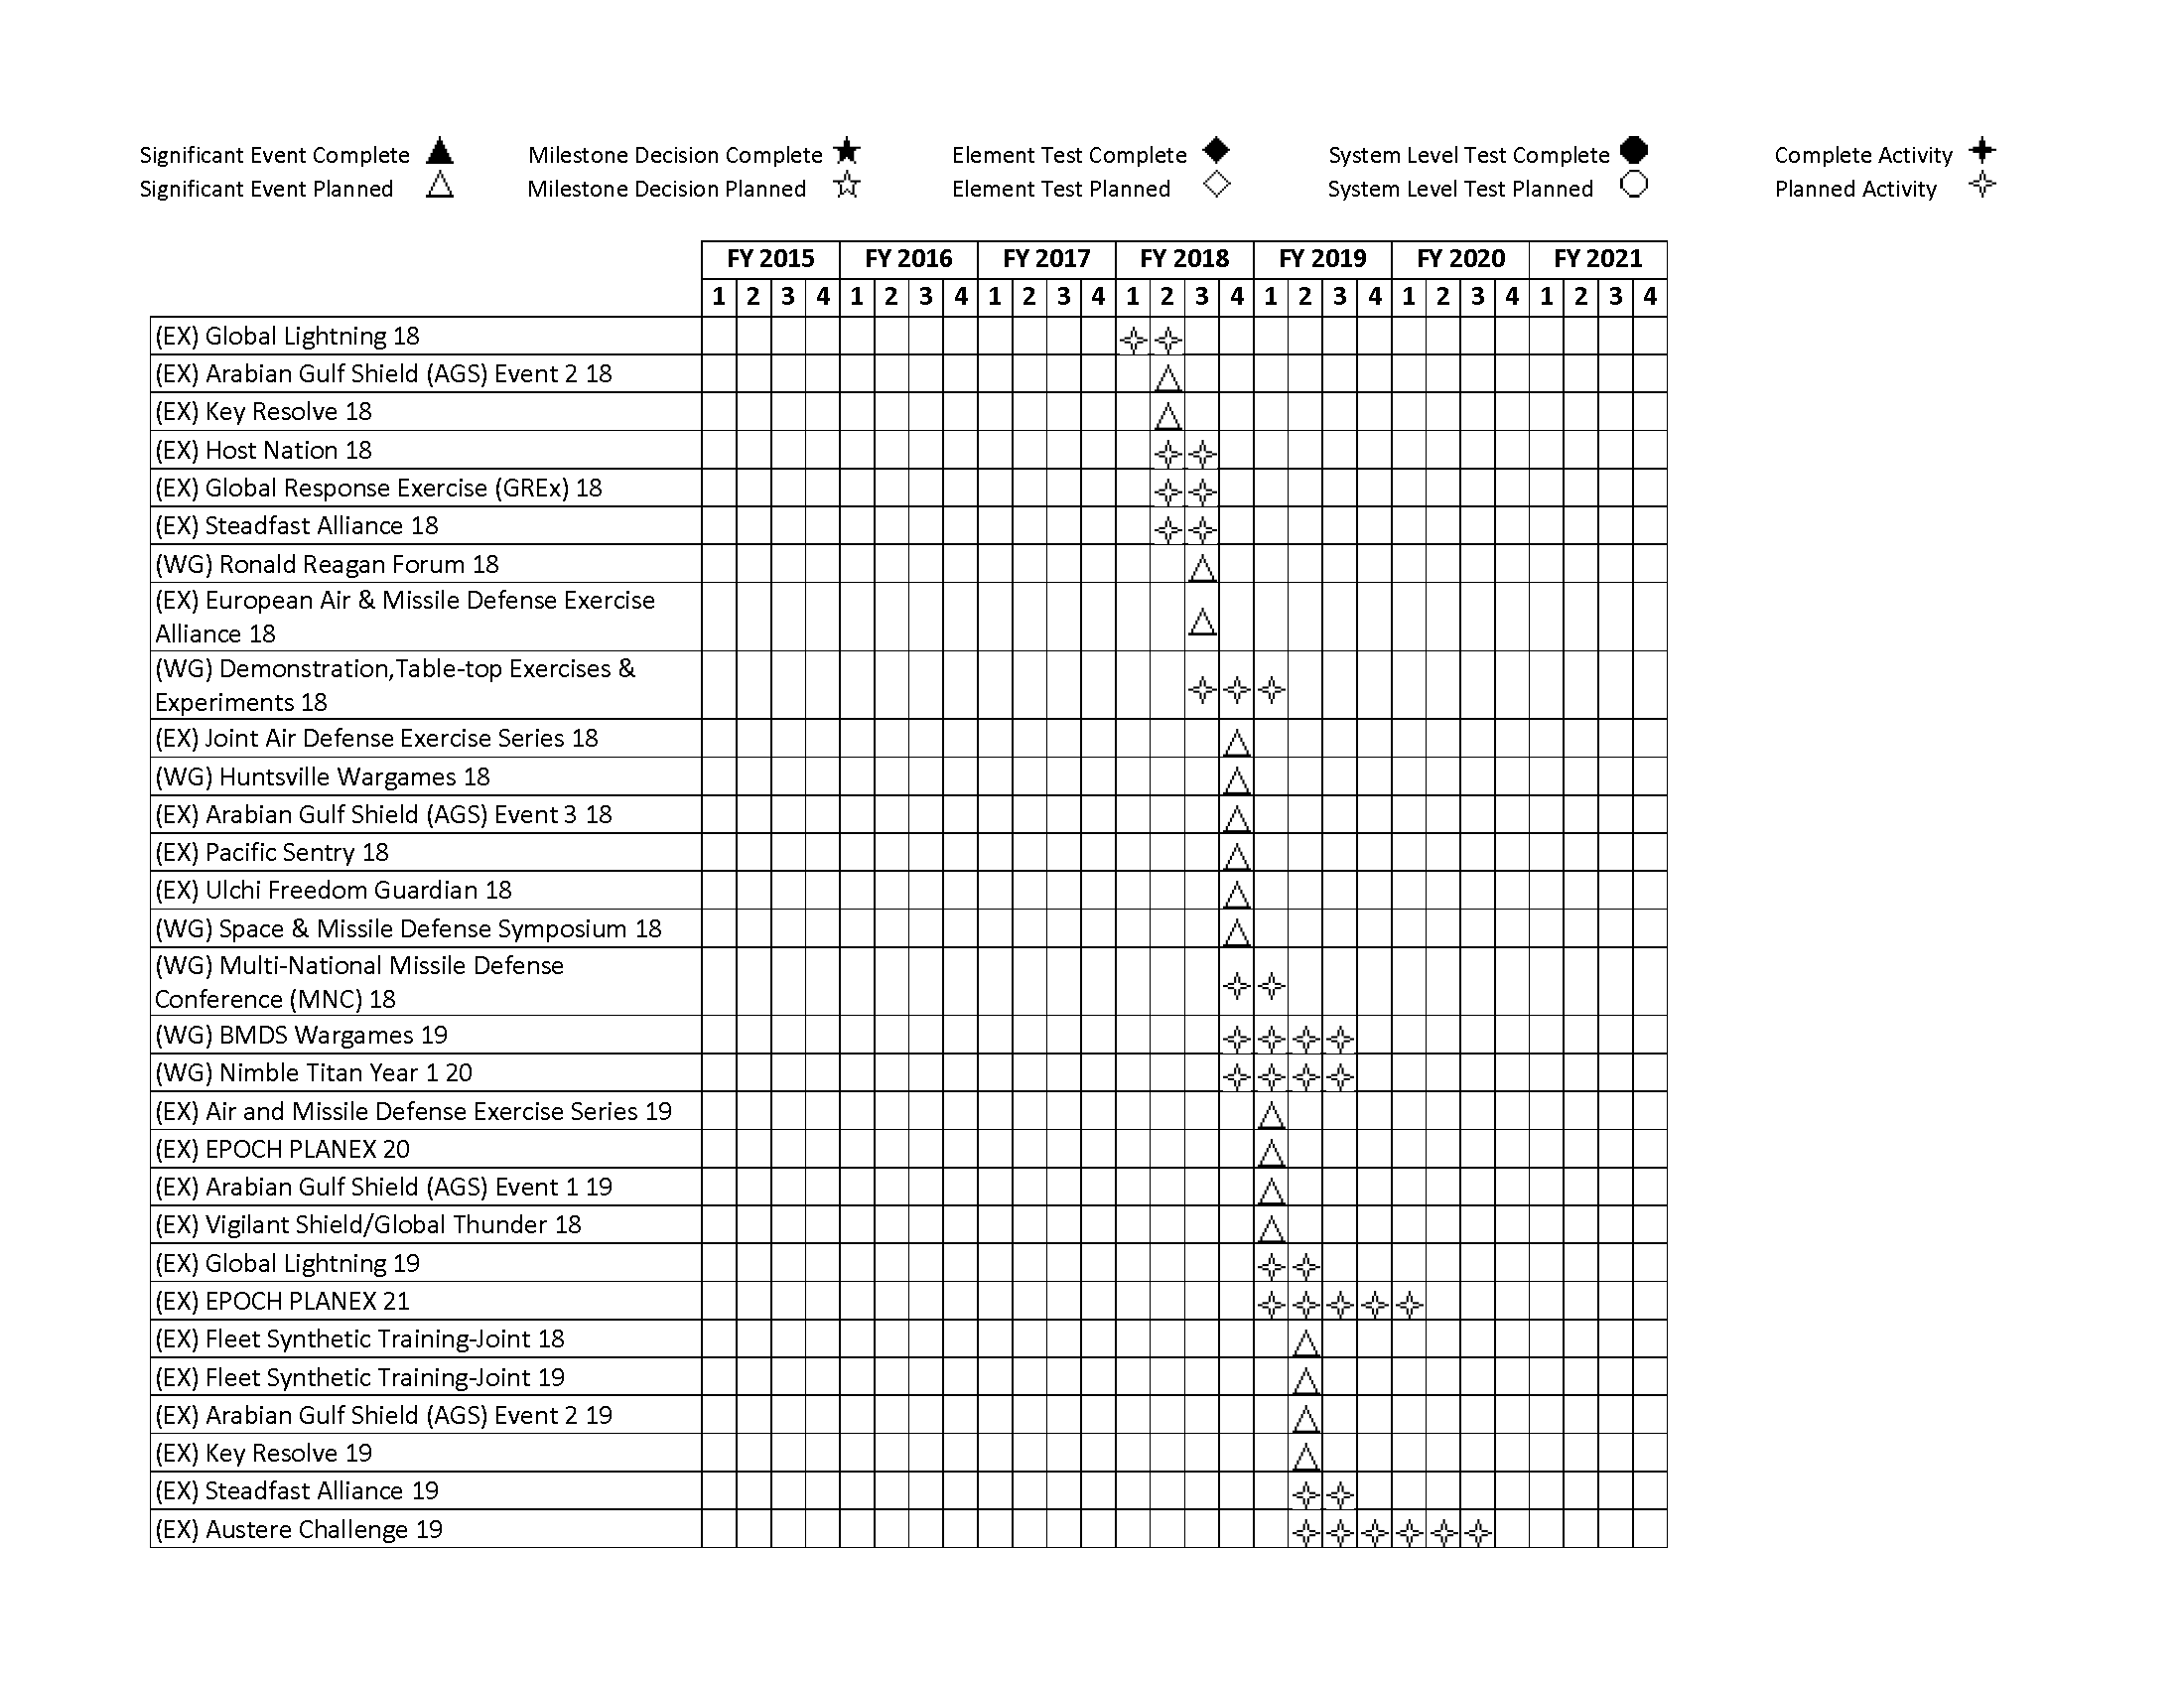 Significant Event Complete Milestone Decision Complete Element Test Complete System Level Test Complete Complete Activity
Significant Event Planned Milestone Decision Planned Element Test Planned System Level Test Planned Planned Activity
FY 2015 FY 2016 FY 2017 FY 2018 FY 2019 FY 2020 FY 2021
1 2 3 4 1 2 3 4 1 2 3 4 1 2 3 4 1 2 3 4 1 2 3 4 1 2 3 4
(EX) Global Lightning 18
(EX) Arabian Gulf Shield (AGS) Event 2 18
(EX) Key Resolve 18
(EX) Host Nation 18
(EX) Global Response Exercise (GREx) 18
(EX) Steadfast Alliance 18
(WG) Ronald Reagan Forum 18
(EX) European Air & Missile Defense Exercise
Alliance 18
(WG) Demonstration,Table-top Exercises &
Experiments 18
(EX) Joint Air Defense Exercise Series 18
(WG) Huntsville Wargames 18
(EX) Arabian Gulf Shield (AGS) Event 3 18
(EX) Pacific Sentry 18
(EX) Ulchi Freedom Guardian 18
(WG) Space & Missile Defense Symposium 18
(WG) Multi-National Missile Defense
Conference (MNC) 18
(WG) BMDS Wargames 19
(WG) Nimble Titan Year 1 20
(EX) Air and Missile Defense Exercise Series 19
(EX) EPOCH PLANEX 20
(EX) Arabian Gulf Shield (AGS) Event 1 19
(EX) Vigilant Shield/Global Thunder 18
(EX) Global Lightning 19
(EX) EPOCH PLANEX 21
(EX) Fleet Synthetic Training-Joint 18
(EX) Fleet Synthetic Training-Joint 19
(EX) Arabian Gulf Shield (AGS) Event 2 19
(EX) Key Resolve 19
(EX) Steadfast Alliance 19
(EX) Austere Challenge 19